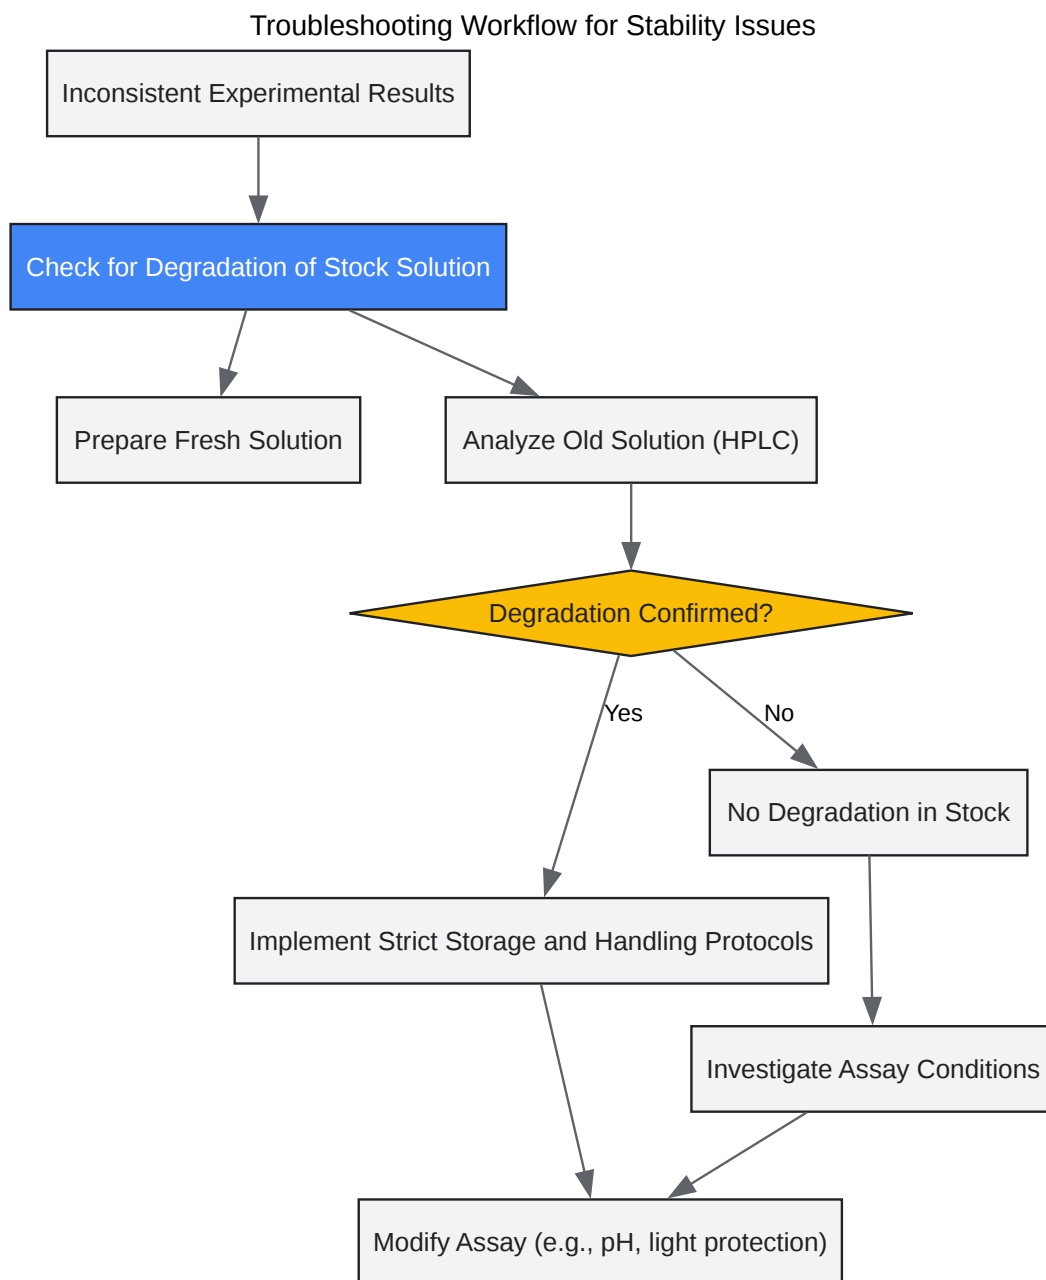 Troubleshooting Workflow for Stability Issues
Inconsistent Experimental Results
Check for Degradation of Stock Solution
Prepare Fresh Solution
Analyze Old Solution (HPLC)
Degradation Confirmed?
Yes
No
No Degradation in Stock
Implement Strict Storage and Handling Protocols
Investigate Assay Conditions
Modify Assay (e.g., pH, light protection)